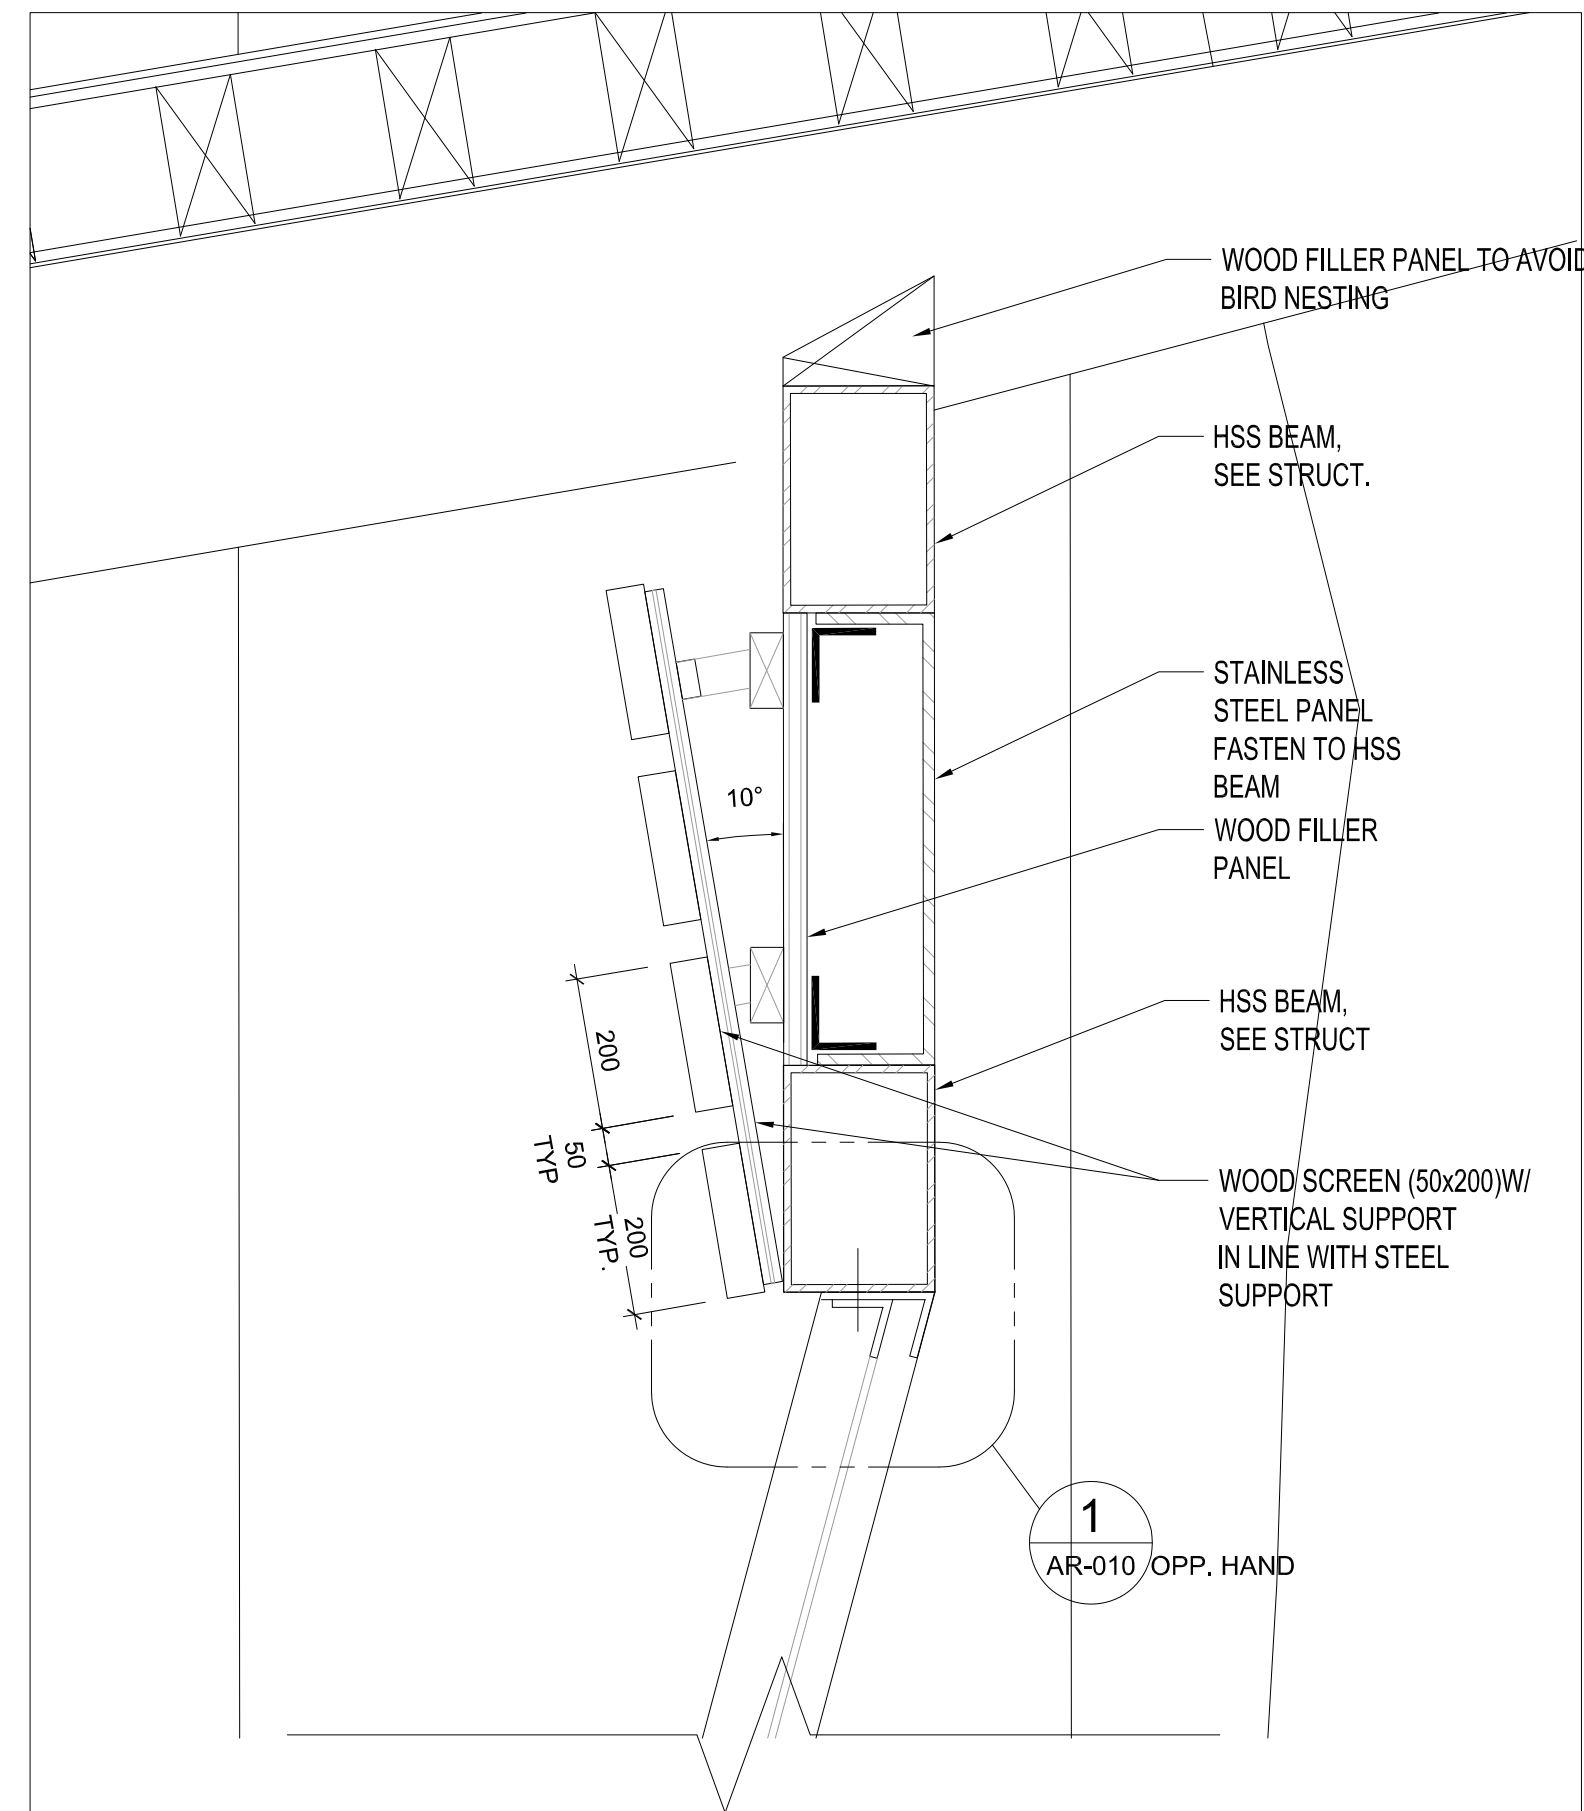 WOOD FILLER PANEL TO AVOID
BIRD NESTING
HSS BEAM,
SEE STRUCT.
STAINLESS
STEEL PANEL
FASTEN TO HSS
BEAM
10°
WOOD FILLER
PANEL
HSS BEAM,
SEE STRUCT
200
50
TYP
200
TYP.
WOOD SCREEN (50x200)W/
VERTICAL SUPPORT
IN LINE WITH STEEL
SUPPORT
1
AR-010 OPP. HAND